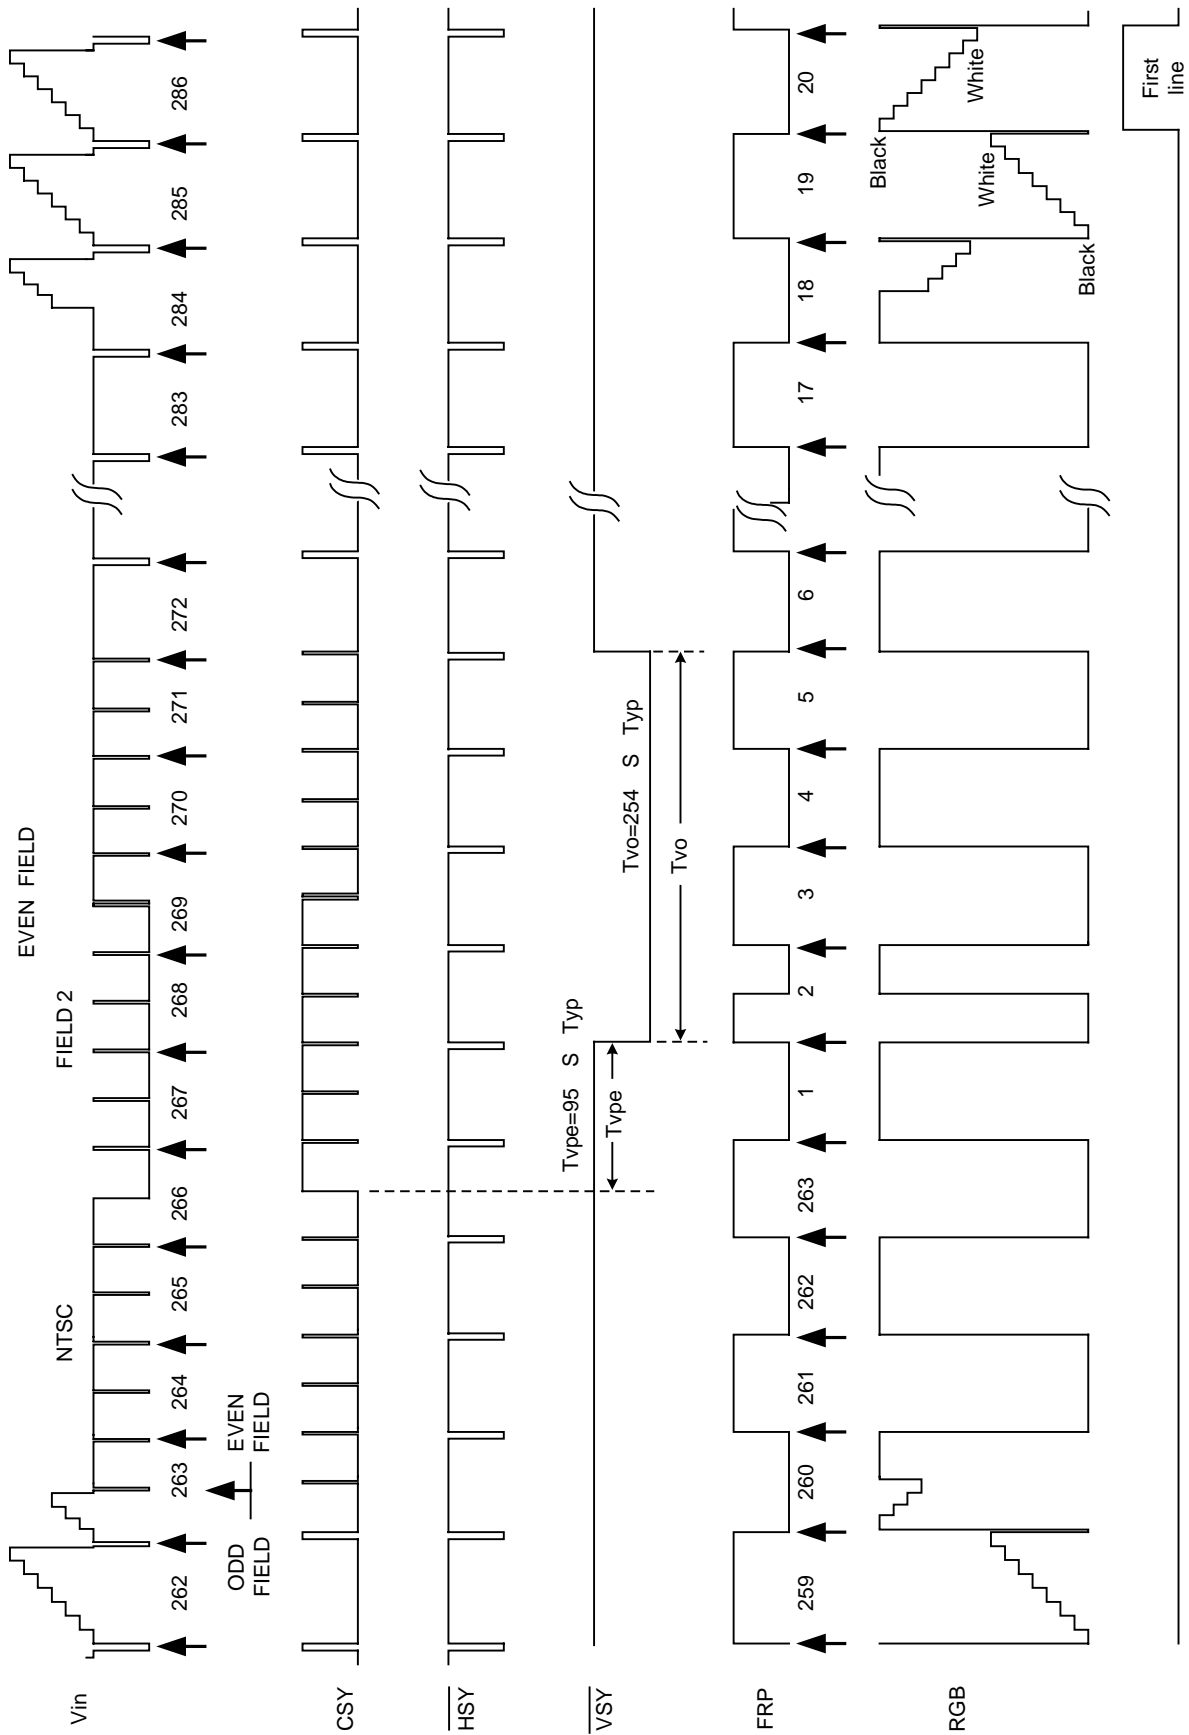 EVEN FIELD
NTSC
FIELD 2
Vin
262
263
264
265
266
267
268
269
270
271
272
283
284
285
286
ODD
FIELD
EVEN
FIELD
CSY
HSY
VSY
Tvpe=95 S Typ
Tvpe
Tvo=254 S Typ
Tvo
FRP
259
260
261
262
263
1
2
3
4
5
6
17
18
19
20
RGB
Black
White
Black
White
First
line